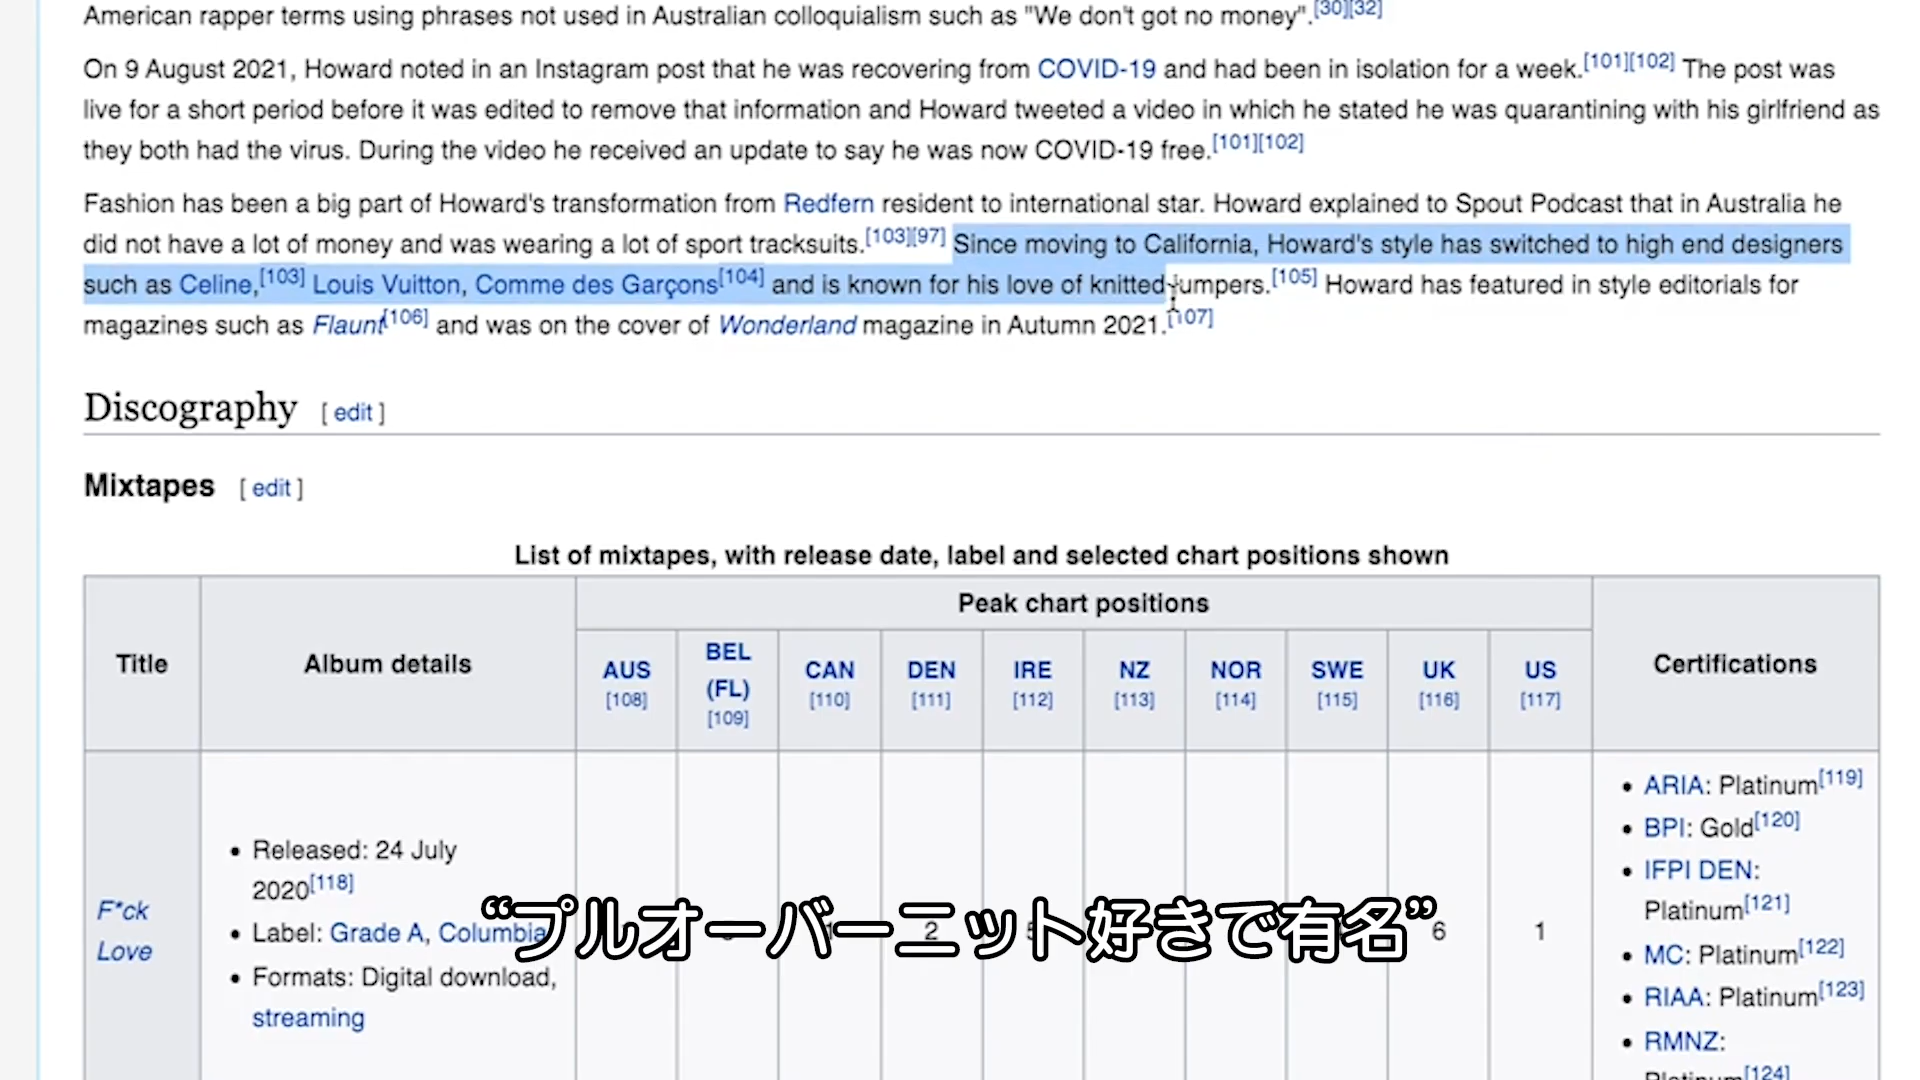 American rapper terms using phrases not used in Australian colloquialism such as "We don't got no money".[30][32]
On 9 August 2021, Howard noted in an Instagram post that he was recovering from COVID-19 and had been in isolation for a week.[101][102] The post was
live for a short period before it was edited to remove that information and Howard tweeted a video in which he stated he was quarantining with his girlfriend as
they both had the virus. During the video he received an update to say he was now COVID-19 free.[101][102]
Fashion has been a big part of Howard's transformation from Redfern resident to international star. Howard explained to Spout Podcast that in Australia he
did not have a lot of money and was wearing a lot of sport tracksuits.[103][97] Since moving to California, Howard's style has switched to high end designers
such as Celine,[103] Louis Vuitton, Comme des Garçons[104] and is known for his love of knitted jumpers.[105] Howard has featured in style editorials for
magazines such as Flaunt[106] and was on the cover of Wonderland magazine in Autumn 2021.[107]
Discography [ edit ]
Mixtapes [ edit ]
List of mixtapes, with release date, label and selected chart positions shown
Title
Album details
Peak chart positions
Certifications
AUS
[108]
BEL
(FL)
[109]
CAN
[110]
DEN
[111]
IRE
[112]
NZ
[113]
NOR
[114]
SWE
[115]
UK
[116]
US
[117]
F*ck
Love
• Released: 24 July
2020[118]
• Label: Grade A, Columbia
• Formats: Digital download,
streaming
2
6
1
• ARIA: Platinum[119]
• BPI: Gold[120]
• IFPI DEN:
Platinum[121]
• MC: Platinum[122]
• RIAA: Platinum[123]
• RMNZ:
Platinum[124]
“プルオーバーニット好きで有名”